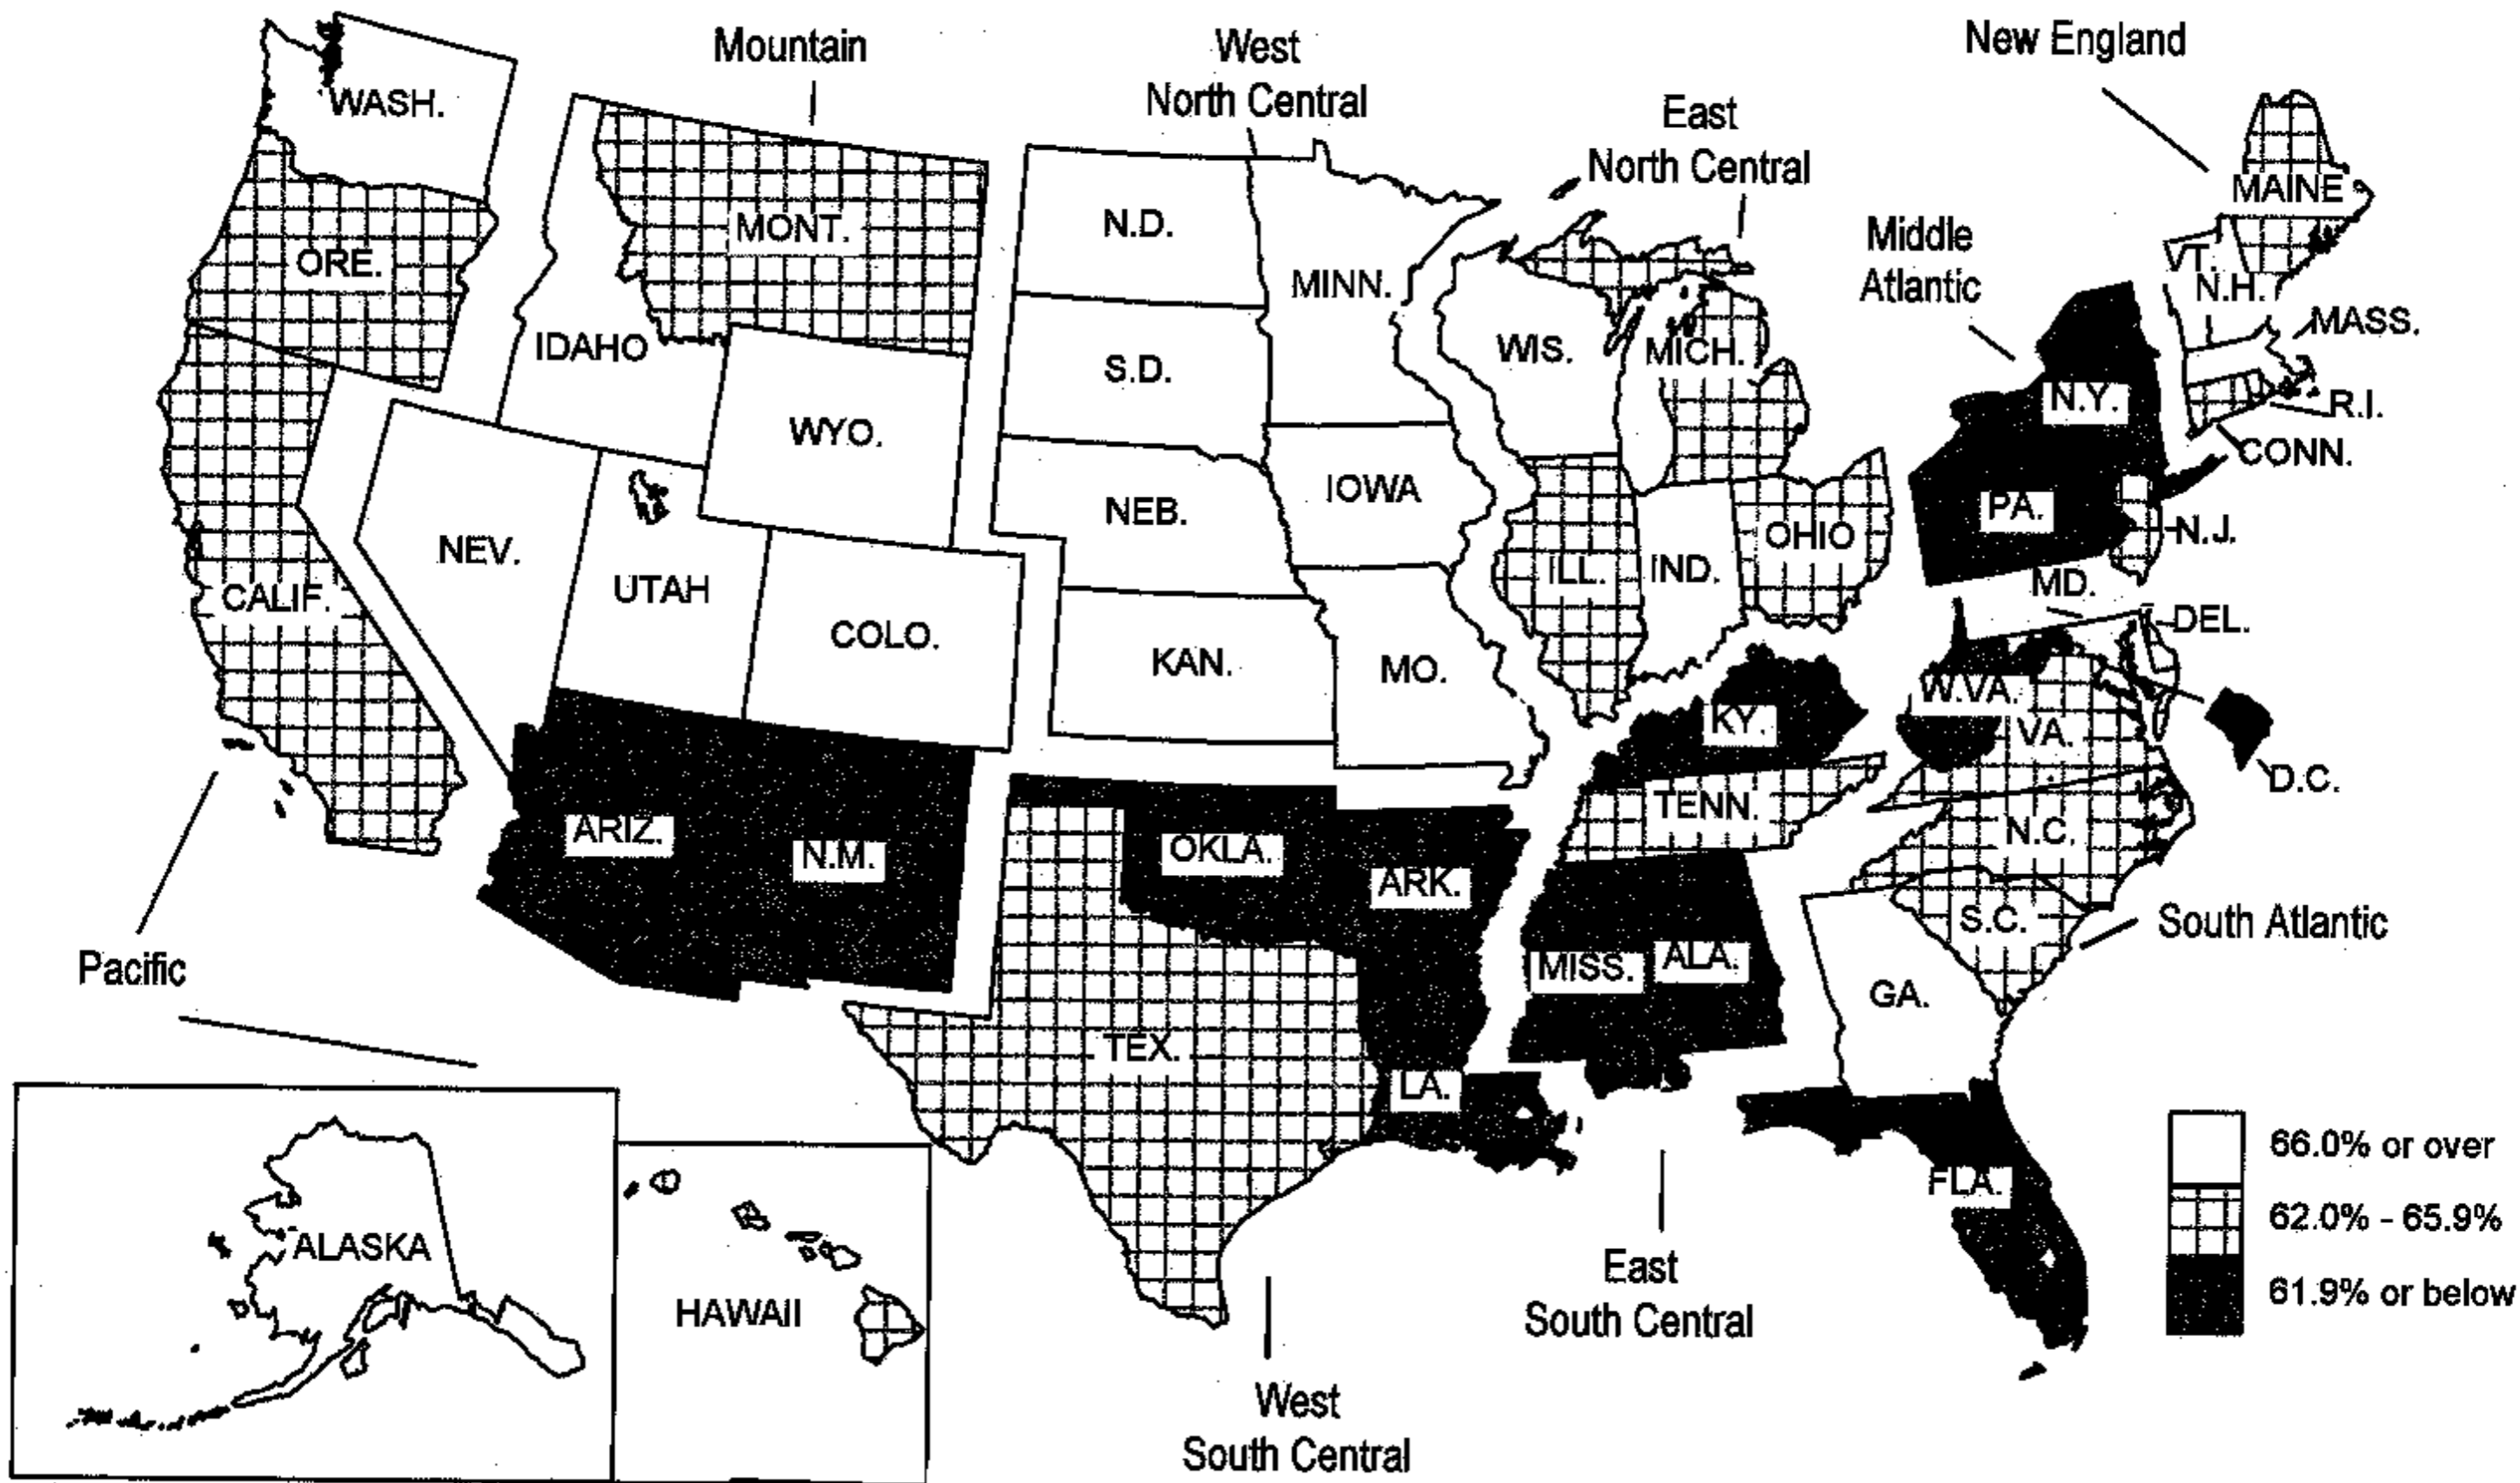 Mountain
West
North Central
New England
East
North Central
Middle
Atlantic
WASH.
MONT.
ORE.
IDAHO
WYO.
N.D.
MINN.
S.D.
WIS.
MICH.
MAINE
VT.
N.H.
MASS.
N.Y.
R.I.
CONN.
NEB.
IOWA
PA.
N.J.
NEV.
UTAH
COLO.
CALIF.
ILL.
IND.
OHIO
MD.
DEL.
KAN.
MO.
KY.
W.VA.
VA.
D.C.
ARIZ.
N.M.
OKLA.
ARK.
TENN.
N.C.
S.C.
South Atlantic
Pacific
MISS.
ALA.
GA.
TEX.
LA.
FLA.
ALASKA
HAWAII
East
South Central
West
South Central
66.0% or over
62.0% - 65.9%
61.9% or below